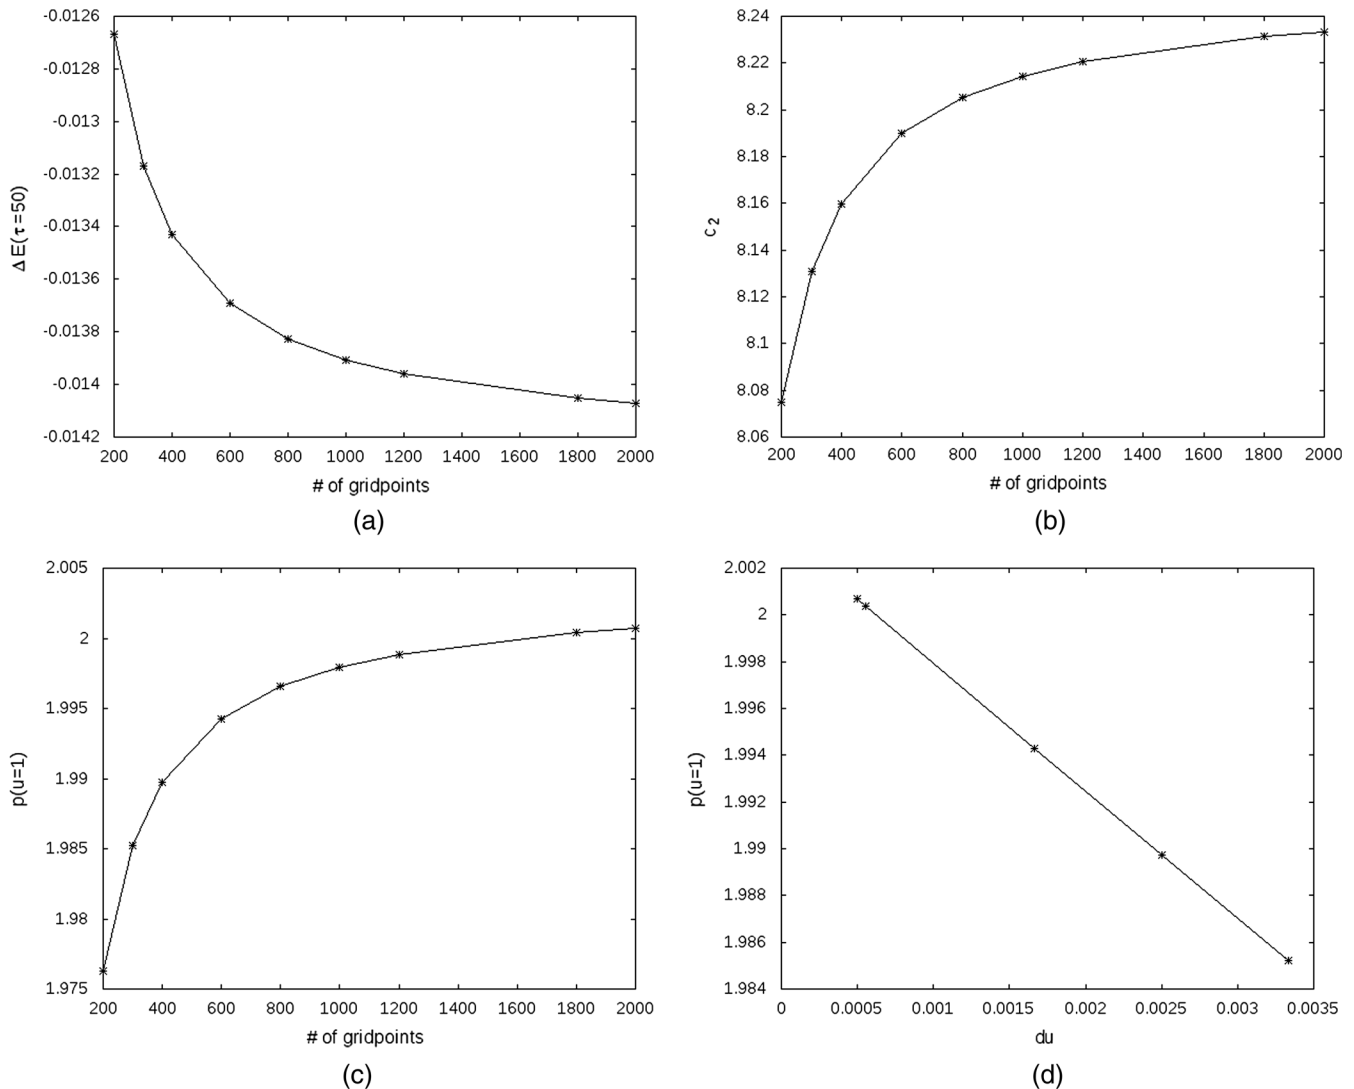 -0.0126
-0.0128
-0.013
-0.0132
-0.0134
-0.0136
-0.0138
-0.014
-0.0142
Δ E(τ=50)
200 400 600 800 1000 1200 1400 1600 1800 2000
# of gridpoints
(a)
8.24
8.22
8.2
8.18
8.16
8.14
8.12
8.1
8.08
8.06
c₂
200 400 600 800 1000 1200 1400 1600 1800 2000
# of gridpoints
(b)
2.005
2
1.995
1.99
1.985
1.98
1.975
p(u=1)
200 400 600 800 1000 1200 1400 1600 1800 2000
# of gridpoints
(c)
2.002
2
1.998
1.996
1.994
1.992
1.99
1.988
1.986
1.984
p(u=1)
0 0.0005 0.001 0.0015 0.002 0.0025 0.003 0.0035
du
(d)